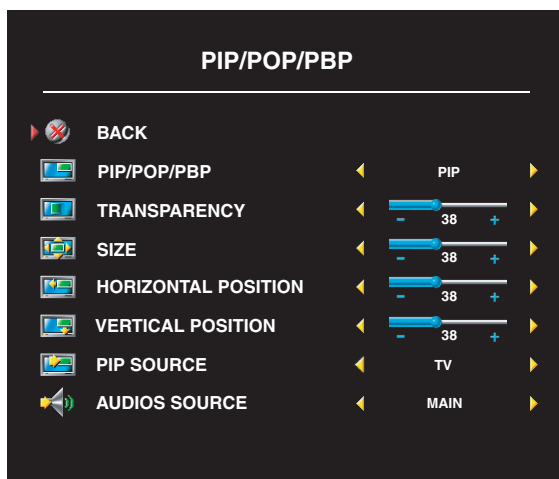 PIP/POP/PBP
BACK
PIP/POP/PBP PIP
TRANSPARENCY - 38 +
SIZE - 38 +
HORIZONTAL POSITION - 38 +
VERTICAL POSITION - 38 +
PIP SOURCE TV
AUDIOS SOURCE MAIN